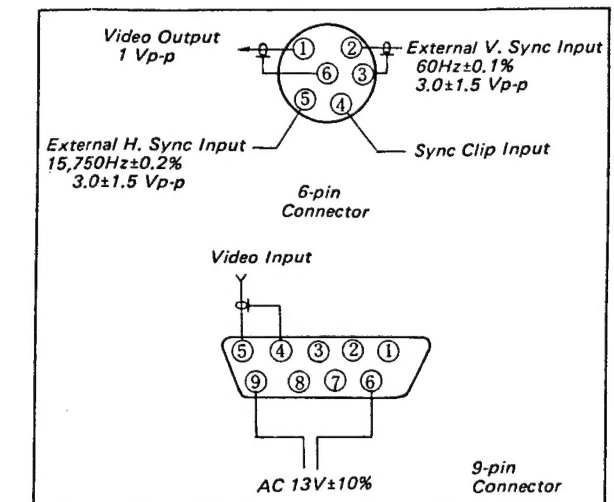 Video Output
1 Vp-p
① ② ③ ④ ⑤ ⑥
External V. Sync Input
60Hz±0.1%
3.0±1.5 Vp-p
External H. Sync Input
15,750Hz±0.2%
3.0±1.5 Vp-p
Sync Clip Input
6-pin
Connector
Video Input
⑤ ④ ③ ② ①
⑨ ⑧ ⑦ ⑥
AC 13V±10%
9-pin
Connector